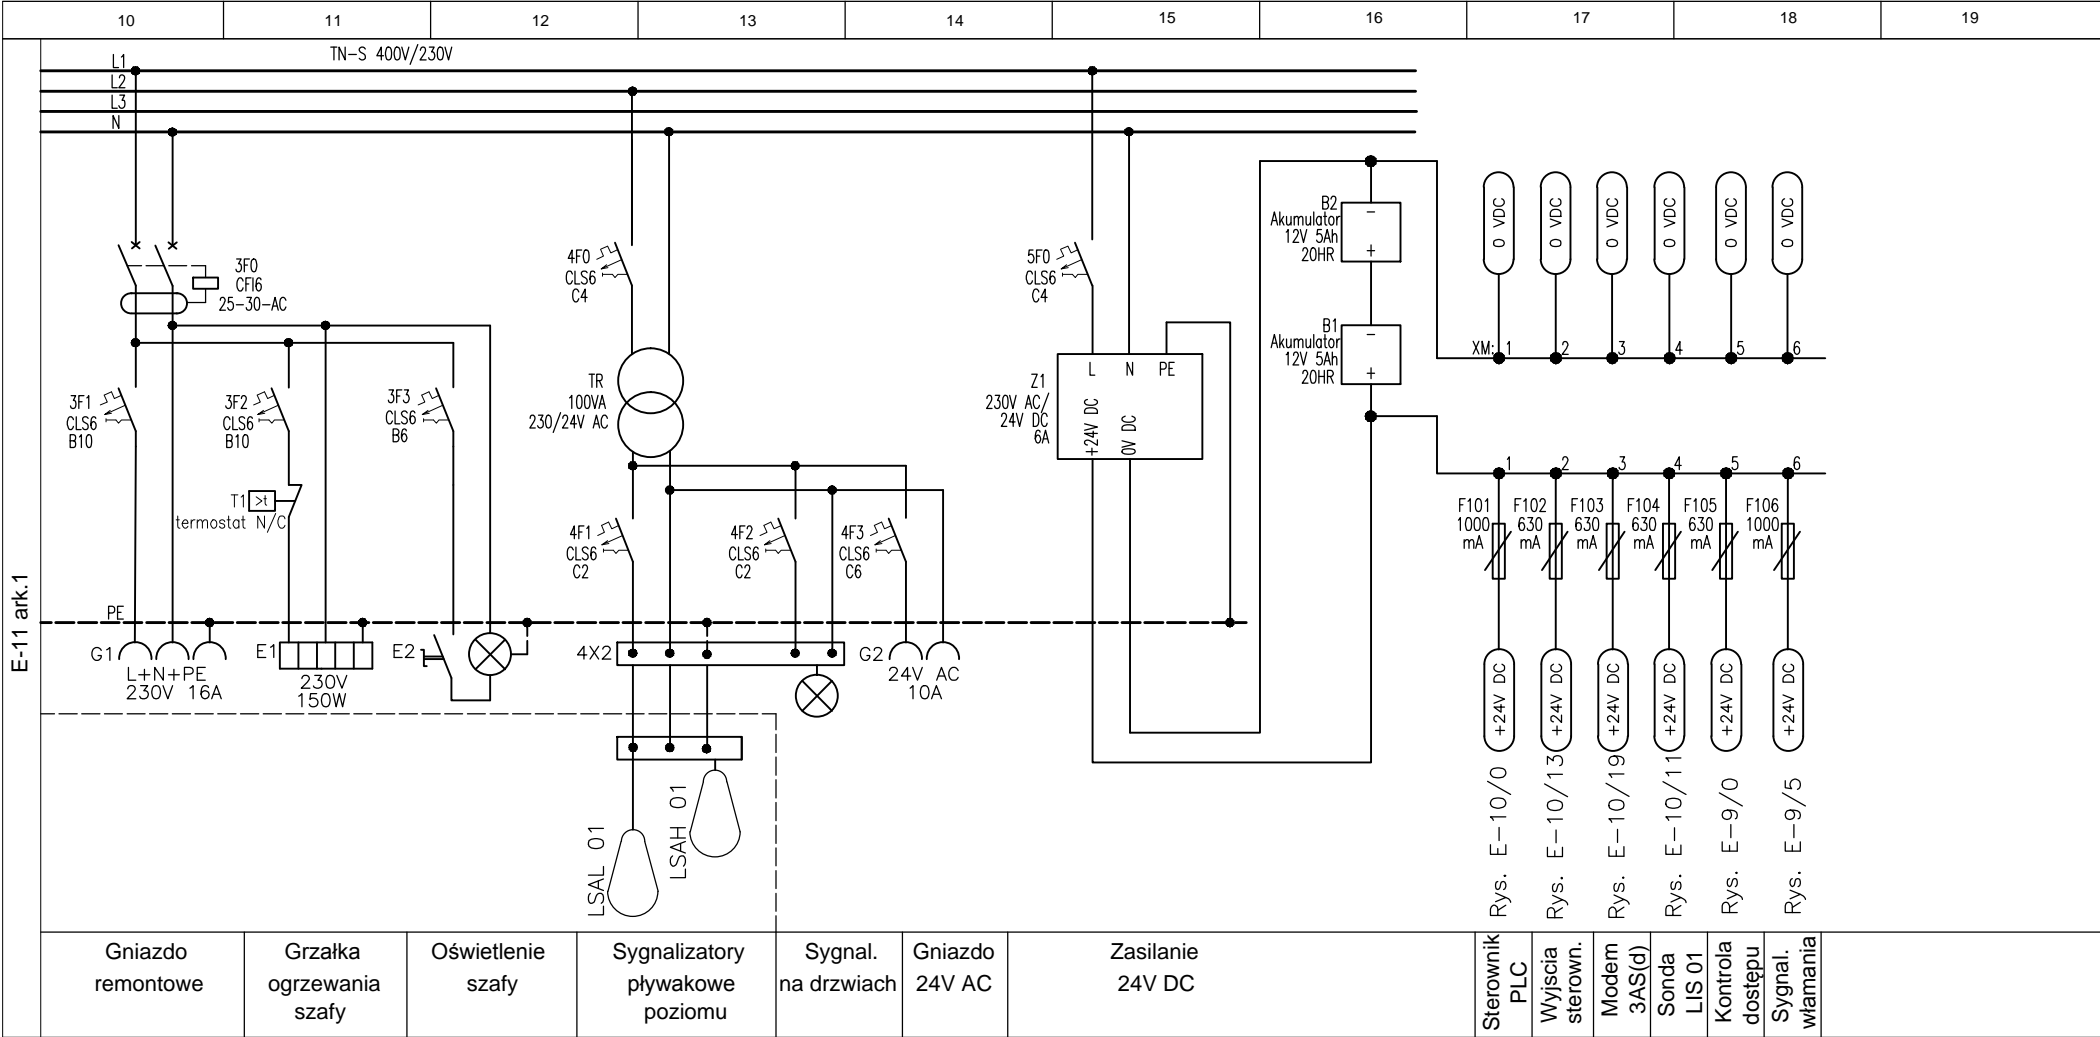 10 11 12 13 14 15 16 17 18 19
TN-S 400V/230V
L1
L2
L3
N
3F0
CFI6
25-30-AC
4F0
CLS6
C4
5F0
CLS6
C4
B2
Akumulator
12V 5Ah
20HR
-
+
B1
Akumulator
12V 5Ah
20HR
-
+
0 VDC
0 VDC
0 VDC
0 VDC
0 VDC
0 VDC
XM: 1 2 3 4 5 6
3F1
CLS6
B10
3F2
CLS6
B10
3F3
CLS6
B6
TR
100VA
230/24V AC
Z1
230V AC/
24V DC
6A
L N PE
+24V DC
0V DC
T1 >t
termostat N/C
4F1
CLS6
C2
4F2
CLS6
C2
4F3
CLS6
C6
1 2 3 4 5 6
F101
1000
mA
F102
630
mA
F103
630
mA
F104
630
mA
F105
630
mA
F106
1000
mA
PE
G1
L+N+PE
230V 16A
E1
230V
150W
E2
4X2
G2
24V AC
10A
LSAL 01
LSAH 01
+24V DC
+24V DC
+24V DC
+24V DC
+24V DC
+24V DC
Rys. E-10/0
Rys. E-10/13
Rys. E-10/19
Rys. E-10/11
Rys. E-9/0
Rys. E-9/5
E-11 ark.1
Gniazdo
remontowe
Grzałka
ogrzewania
szafy
Oświetlenie
szafy
Sygnalizatory
pływakowe
poziomu
Sygnal.
na drzwiach
Gniazdo
24V AC
Zasilanie
24V DC
Sterownik
PLC
Wyjscia
sterown.
Modem
3AS(d)
Sonda
LIS 01
Kontrola
dostępu
Sygnal.
włamania